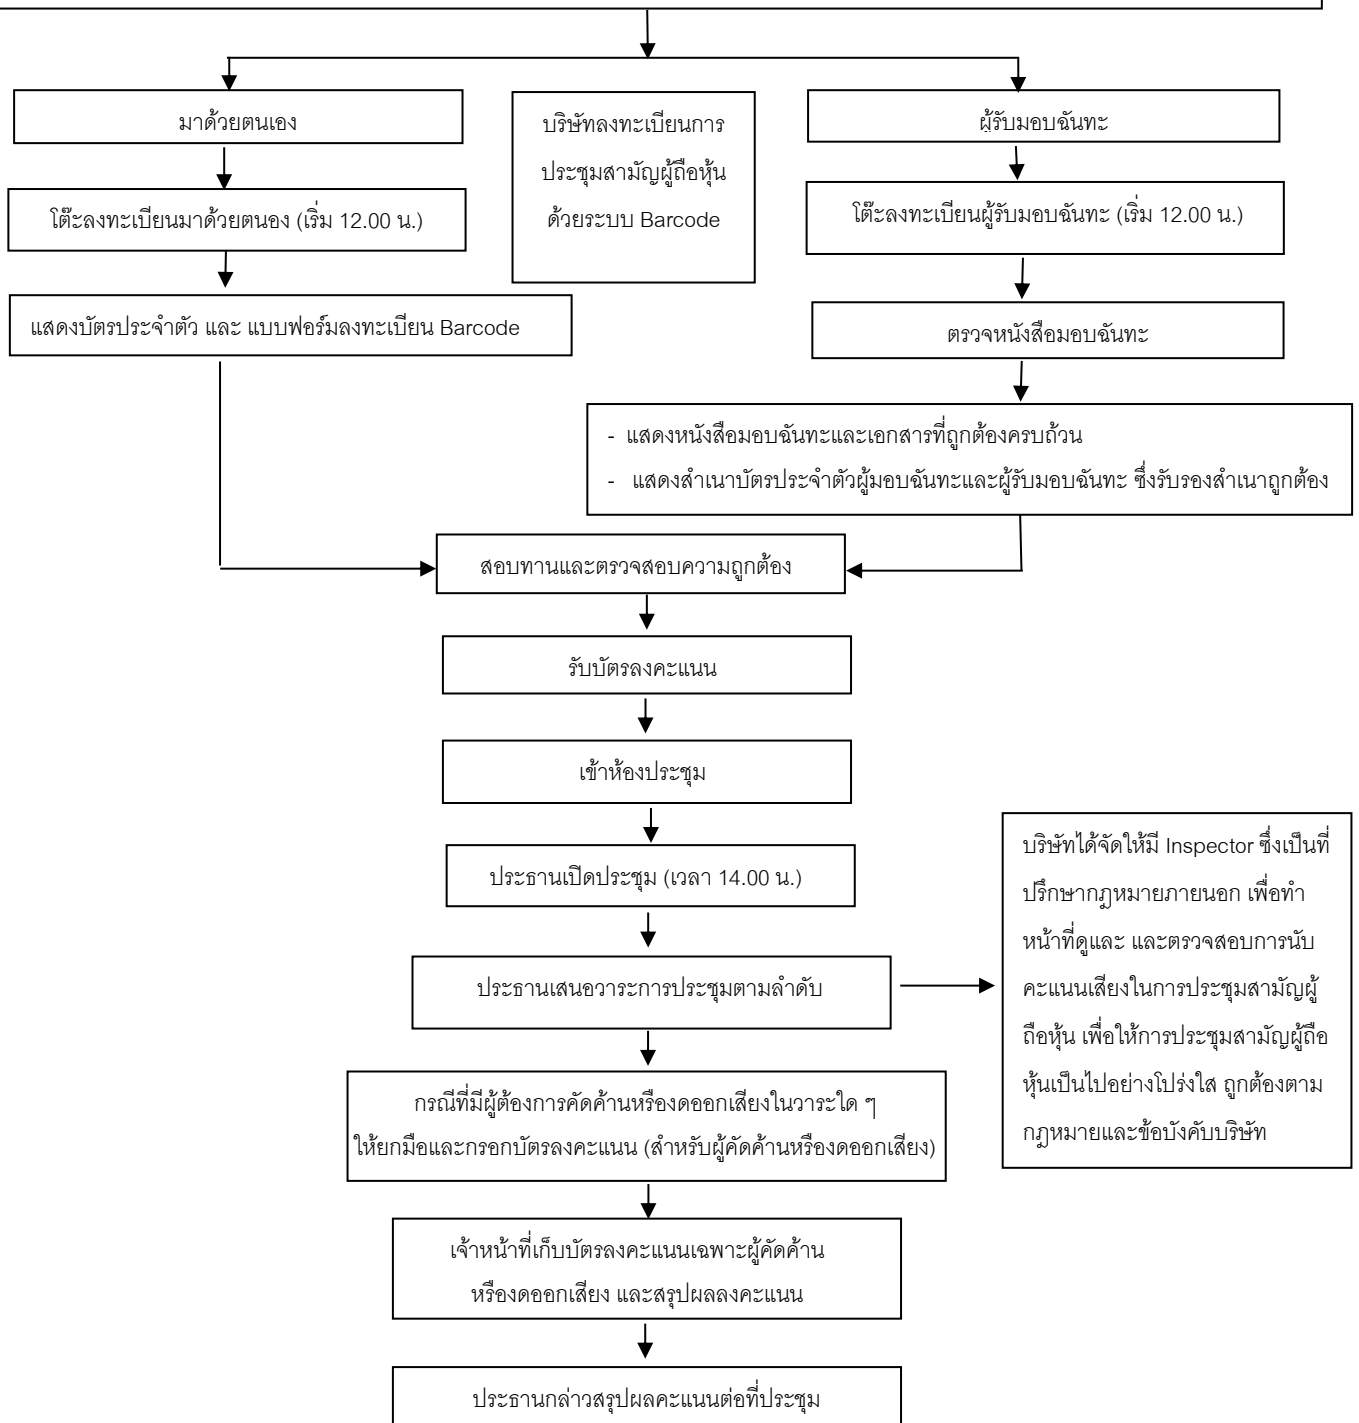 มาด้วยตนเอง
บริษัทลงทะเบียนการ
ประชุมสามัญผู้ถือหุ้น
ด้วยระบบ Barcode
ผู้รับมอบฉันทะ
โต๊ะลงทะเบียนมาด้วยตนอง (เริ่ม 12.00 น.)
โต๊ะลงทะเบียนผู้รับมอบฉันทะ (เริ่ม 12.00 น.)
แสดงบัตรประจำตัว และ แบบฟอร์มลงทะเบียน Barcode
ตรวจหนังสือมอบฉันทะ
- แสดงหนังสือมอบฉันทะและเอกสารที่ถูกต้องครบถ้วน
- แสดงสำเนาบัตรประจำตัวผู้มอบฉันทะและผู้รับมอบฉันทะ ซึ่งรับรองสำเนาถูกต้อง
สอบทานและตรวจสอบความถูกต้อง
รับบัตรลงคะแนน
เข้าห้องประชุม
ประธานเปิดประชุม (เวลา 14.00 น.)
ประธานเสนอวาระการประชุมตามลำดับ
บริษัทได้จัดให้มี Inspector ซึ่งเป็นที่
ปรึกษากฎหมายภายนอก เพื่อทำ
หน้าที่ดูและ และตรวจสอบการนับ
คะแนนเสียงในการประชุมสามัญผู้
ถือหุ้น เพื่อให้การประชุมสามัญผู้ถือ
หุ้นเป็นไปอย่างโปร่งใส ถูกต้องตาม
กฎหมายและข้อบังคับบริษัท
กรณีที่มีผู้ต้องการคัดค้านหรืองดออกเสียงในวาระใด ๆ
ให้ยกมือและกรอกบัตรลงคะแนน (สำหรับผู้คัดค้านหรืองดออกเสียง)
เจ้าหน้าที่เก็บบัตรลงคะแนนเฉพาะผู้คัดค้าน
หรืองดออกเสียง และสรุปผลลงคะแนน
ประธานกล่าวสรุปผลคะแนนต่อที่ประชุม